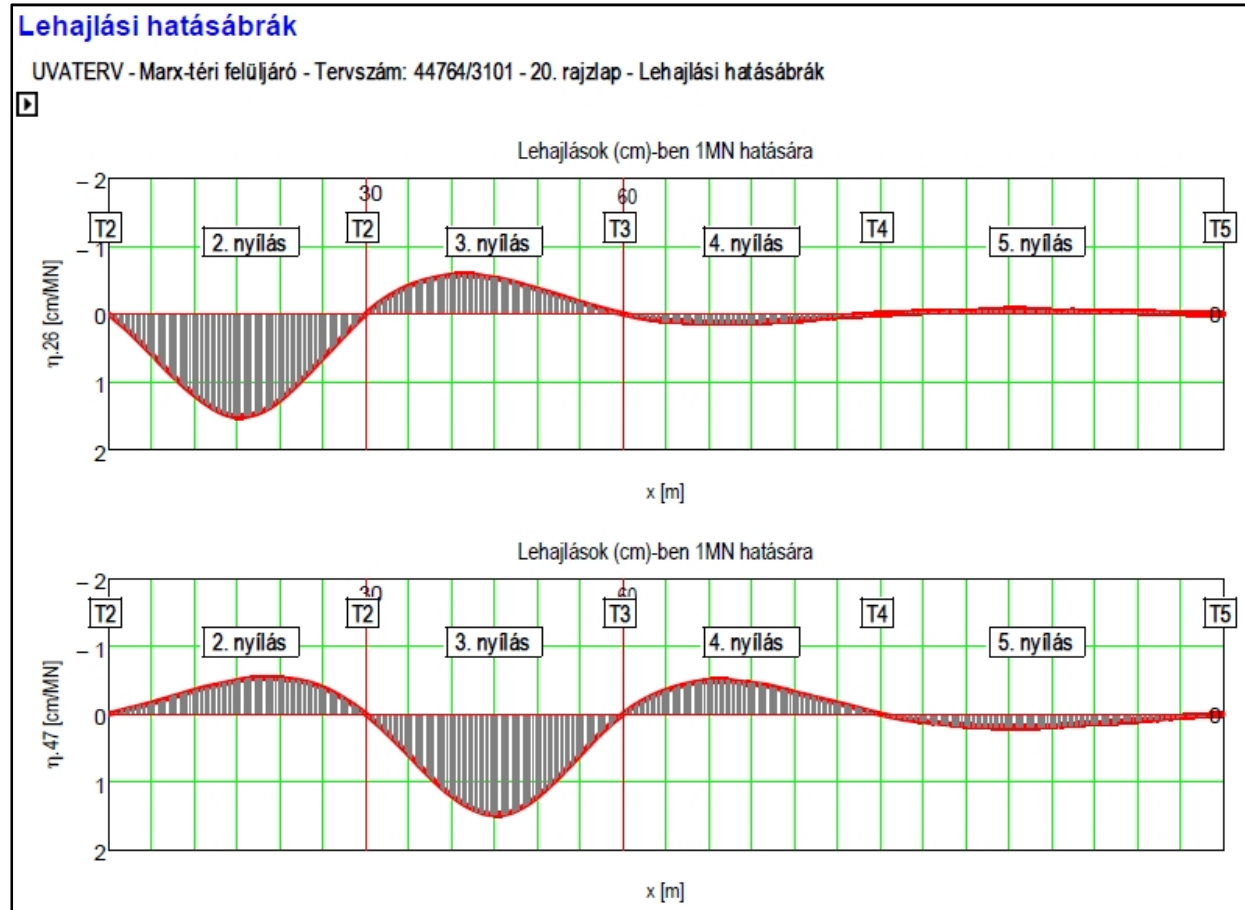 Lehajlási hatásábrák
UVATERV - Marx-téri felüljáró - Tervszám: 44764/3101 - 20. rajzlap - Lehajlási hatásábrák
Lehajlások (cm)-ben 1MN hatására
– 2
30
60
T2
T2
T3
T4
T5
– 1
2. nyílás
3. nyílás
4. nyílás
5. nyílás
η.26 [cm/MN]
0
0
1
2
x [m]
Lehajlások (cm)-ben 1MN hatására
– 2
30
60
T2
T2
T3
T4
T5
– 1
2. nyílás
3. nyílás
4. nyílás
5. nyílás
η.47 [cm/MN]
0
0
1
2
x [m]